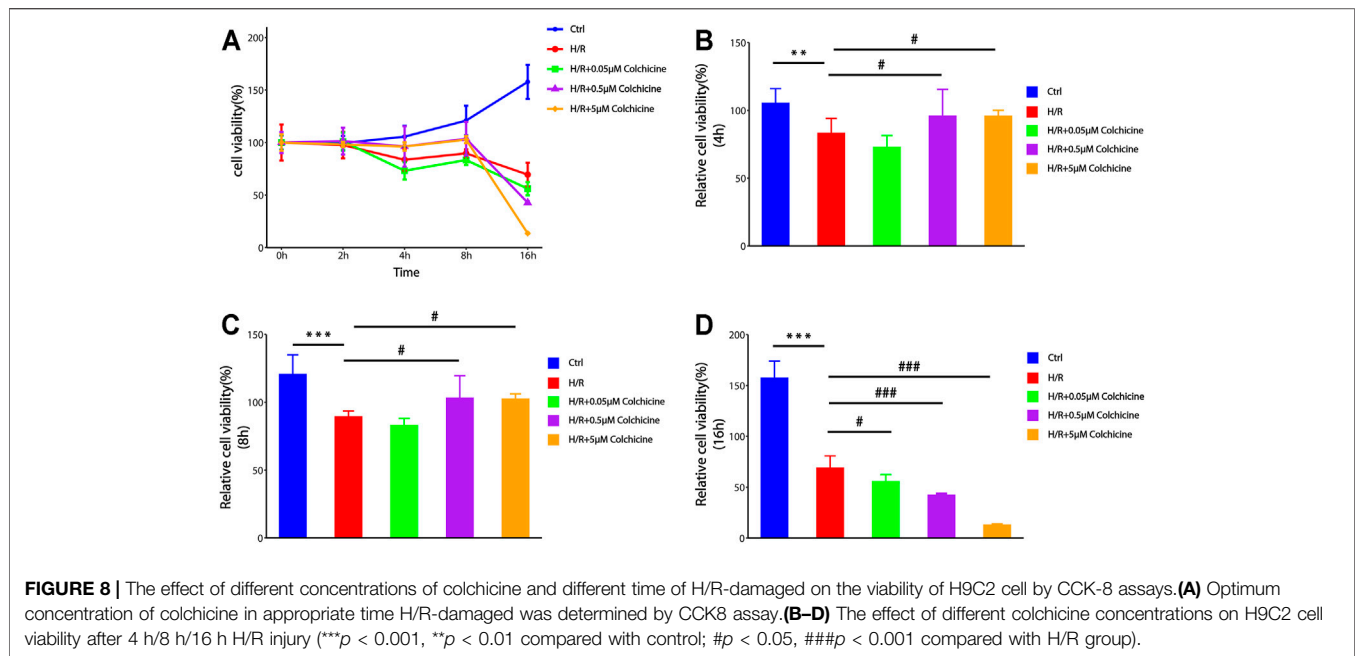 A
Ctrl
H/R
H/R+0.05μM Colchicine
H/R+0.5μM Colchicine
H/R+5μM Colchicine
cell viability(%)
200
150
100
50
0
0h 2h 4h 8h 16h
Time
B
Relative cell viability(%)
(4h)
150
100
50
0
**
#
#
Ctrl
H/R
H/R+0.05μM Colchicine
H/R+0.5μM Colchicine
H/R+5μM Colchicine
C
Relative cell viability(%)
(8h)
150
100
50
0
***
#
#
Ctrl
H/R
H/R+0.05μM Colchicine
H/R+0.5μM Colchicine
H/R+5μM Colchicine
D
Relative cell viability(%)
(16h)
200
150
100
50
0
***
###
###
#
Ctrl
H/R
H/R+0.05μM Colchicine
H/R+0.5μM Colchicine
H/R+5μM Colchicine
FIGURE 8 | The effect of different concentrations of colchicine and different time of H/R-damaged on the viability of H9C2 cell by CCK-8 assays.(A) Optimum
concentration of colchicine in appropriate time H/R-damaged was determined by CCK8 assay.(B–D) The effect of different colchicine concentrations on H9C2 cell
viability after 4 h/8 h/16 h H/R injury (***p < 0.001, **p < 0.01 compared with control; #p < 0.05, ###p < 0.001 compared with H/R group).